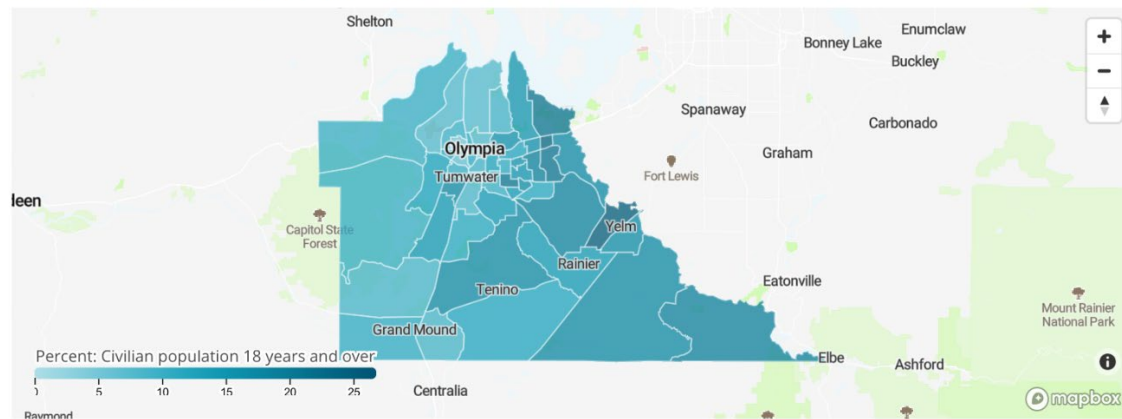 Shelton
Enumclaw
Bonney Lake
Buckley
Spanaway
Carbonado
Olympia
Graham
Tumwater
Fort Lewis
deen
Capitol State
Forest
Yelm
Rainier
Eatonville
Tenino
Mount Rainier
National Park
Grand Mound
Percent: Civilian population 18 years and over
5 10 15 20 25
Elbe
Ashford
Centralia
mapbox
Raymond